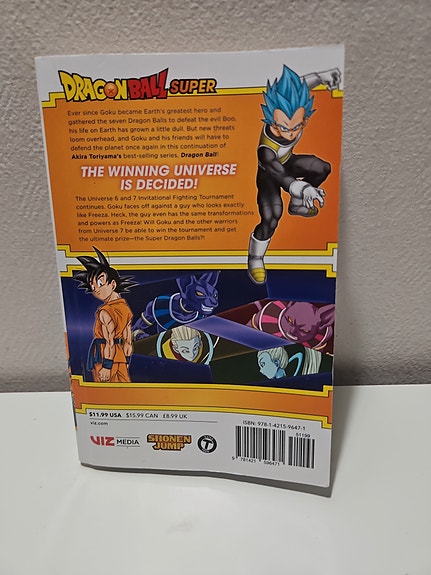 DRAGON BALL SUPER
Ever since Goku became Earth's greatest hero and
gathered the seven Dragon Balls to defeat the evil Boo,
his life on Earth has grown a little dull. But new threats
loom overhead, and Goku and his friends will have to
defend the planet once again in this continuation of
Akira Toriyama's best-selling series, Dragon Ball!
THE WINNING UNIVERSE
IS DECIDED!
The Universe 6 and 7 Invitational Fighting Tournament
continues. Goku faces off against a guy who looks exactly
like Freeza. Heck, the guy even has the same transformations
and powers as Freeza! Will Goku and the other warriors
from Universe 7 be able to win the tournament and get
the ultimate prize—the Super Dragon Balls?!
$11.99 USA $15.99 CAN £8.99 UK
viz.com
VIZ MEDIA
SHONEN
JUMP
T
ISBN: 978-1-4215-9647-1
51199
9 781421 596471